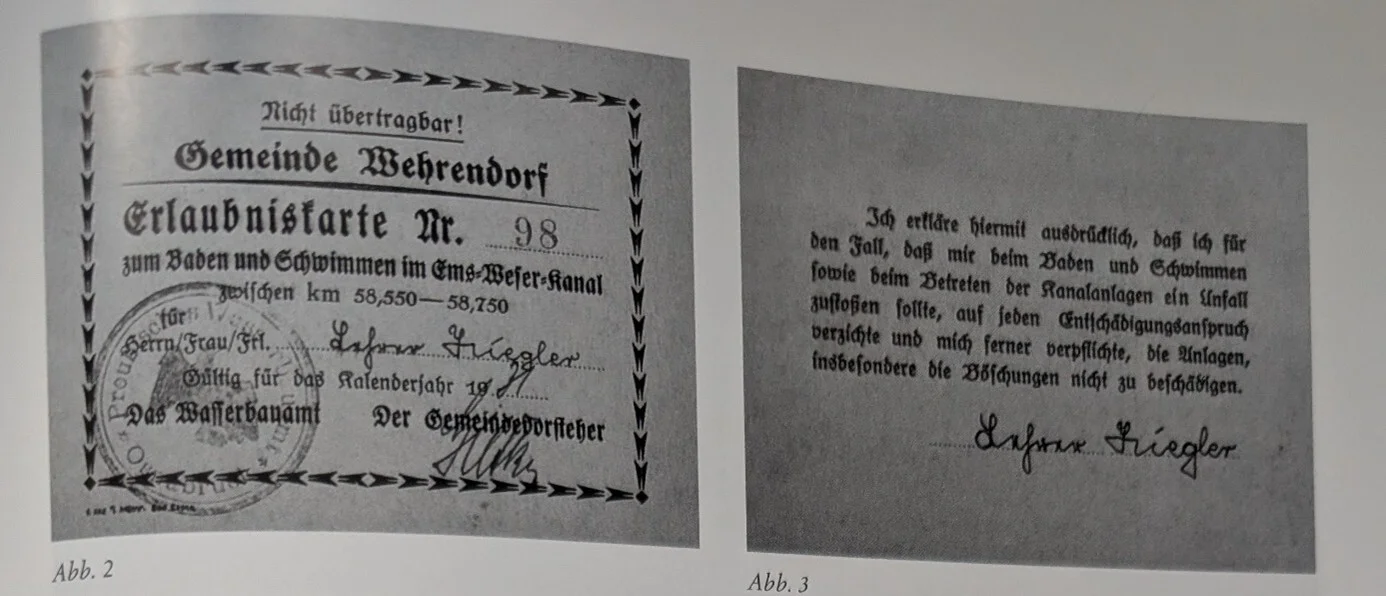 Nicht übertragbar!
Gemeinde Wehrendorf
Erlaubniskarte Nr. 98
zum Baden und Schwimmen im Ems-Weser-Kanal
zwischen km 58,550—58,750
für
Herrn/Frau/Frl. Lehrer Kriegler
Gültig für das Kalenderjahr 19
Das Wasserbauamt Der Gemeindevorsteher
Abb. 2
Ich erkläre hiermit ausdrücklich, daß ich für
den Fall, daß mir beim Baden und Schwimmen
sowie beim Betreten der Kanalanlagen ein Unfall
zustoßen sollte, auf jeden Entschädigungsanspruch
verzichte und mich ferner verpflichte, die Anlagen,
insbesondere die Böschungen nicht zu beschädigen.
Lehrer Kriegler
Abb. 3